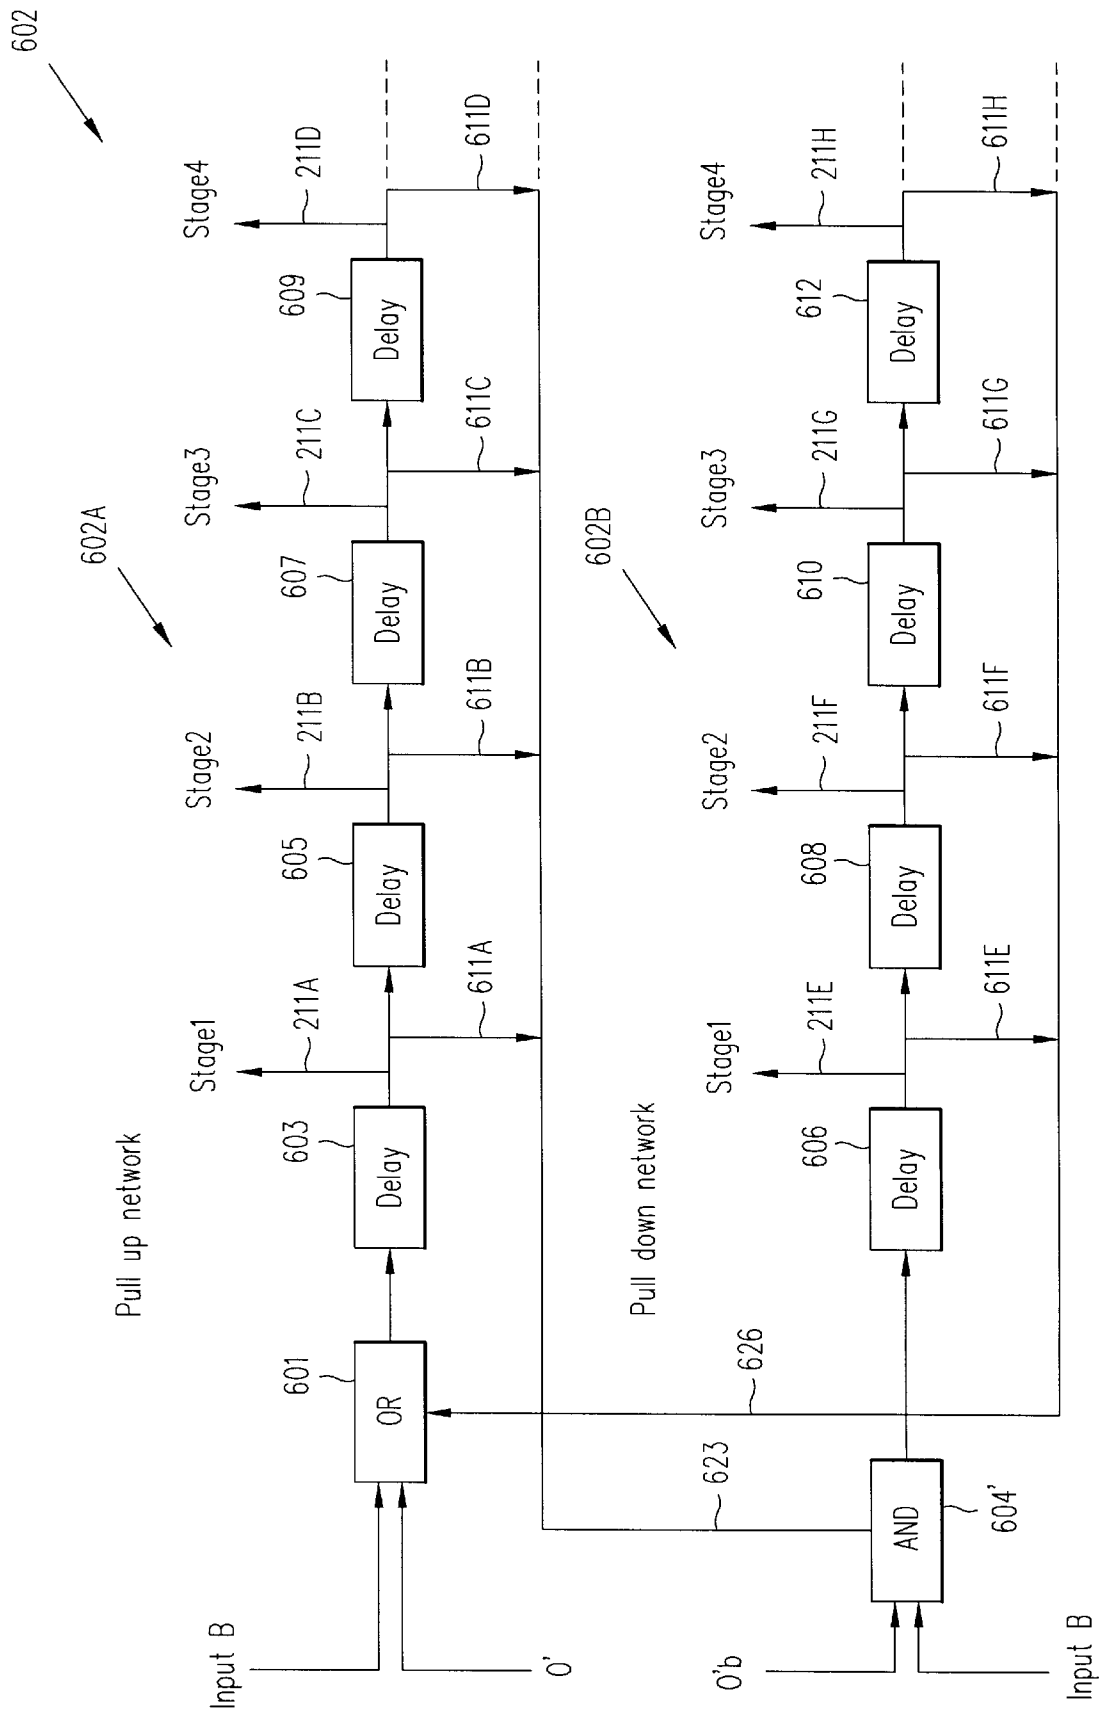 602
602A
Pull up network
Stage1
Stage2
Stage3
Stage4
211A
211B
211C
211D
Input B
O'
601
OR
603
Delay
605
Delay
607
Delay
609
Delay
611A
611B
611C
611D
602B
Pull down network
Stage1
Stage2
Stage3
Stage4
211E
211F
211G
211H
623
626
O'b
Input B
AND
604'
606
Delay
608
Delay
610
Delay
612
Delay
611E
611F
611G
611H